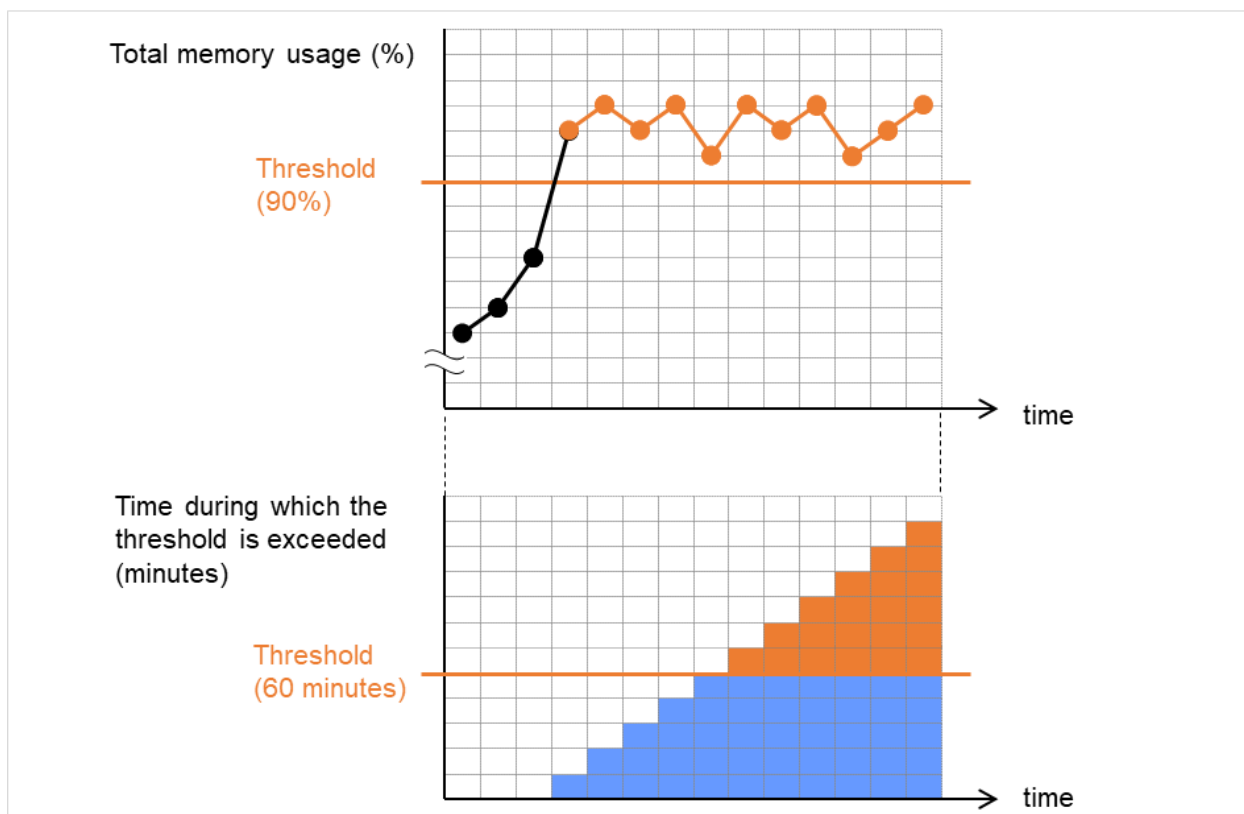 Total memory usage (%)
Threshold
(90%)
time
Time during which the
threshold is exceeded
(minutes)
Threshold
(60 minutes)
time